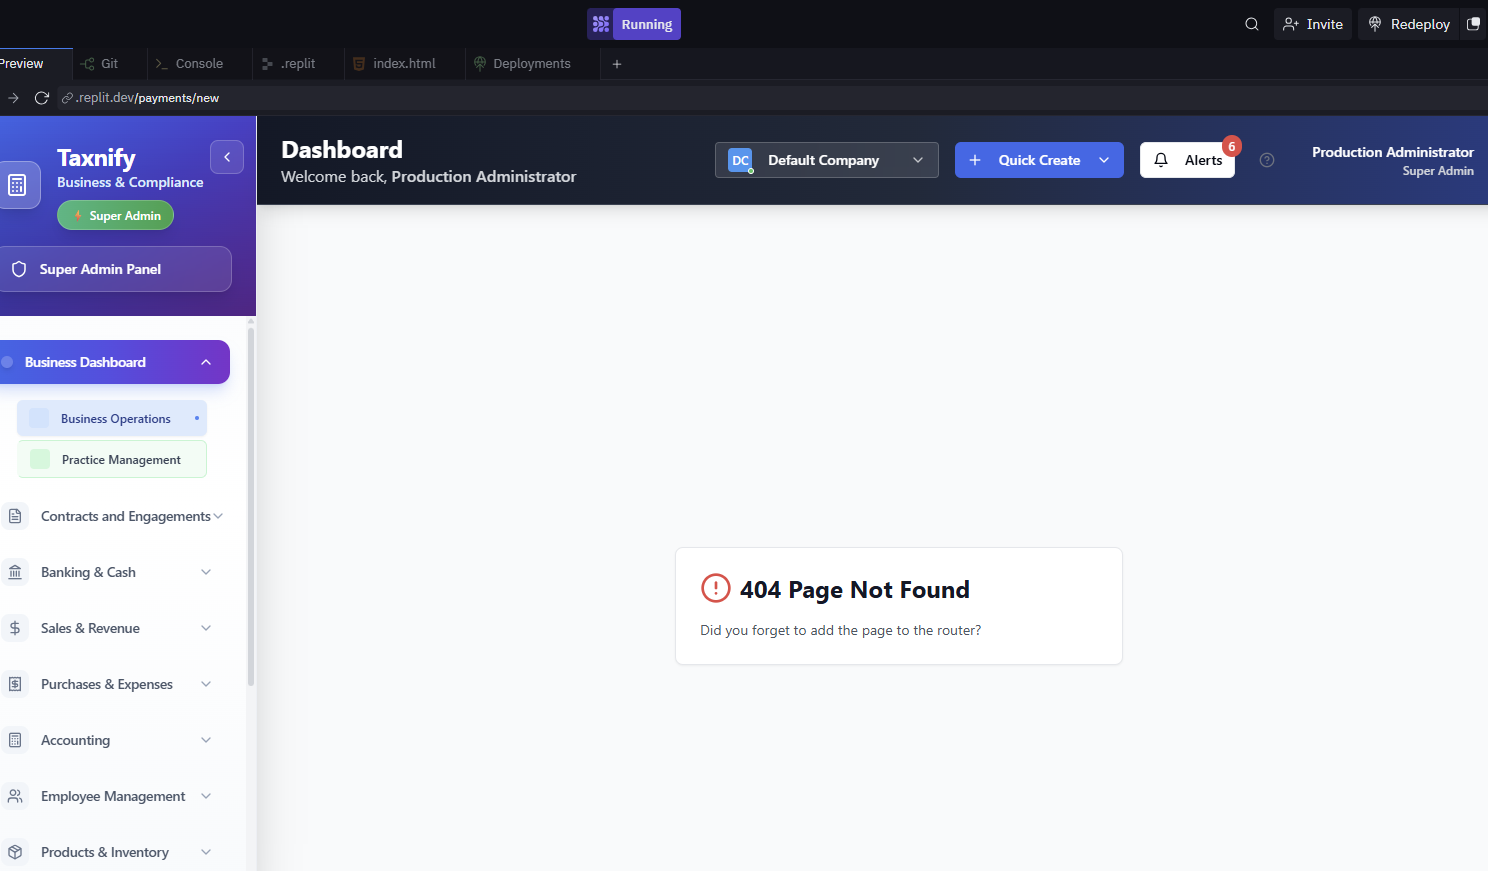 Running
Invite
Redeploy
Preview
Git
Console
.replit
index.html
Deployments
.replit.dev/payments/new
Taxnify
Business & Compliance
Super Admin
Super Admin Panel
Dashboard
Welcome back, Production Administrator
DC
Default Company
Quick Create
Alerts
6
Production Administrator
Super Admin
Business Dashboard
Business Operations
Practice Management
Contracts and Engagements
Banking & Cash
Sales & Revenue
Purchases & Expenses
Accounting
Employee Management
Products & Inventory
404 Page Not Found
Did you forget to add the page to the router?